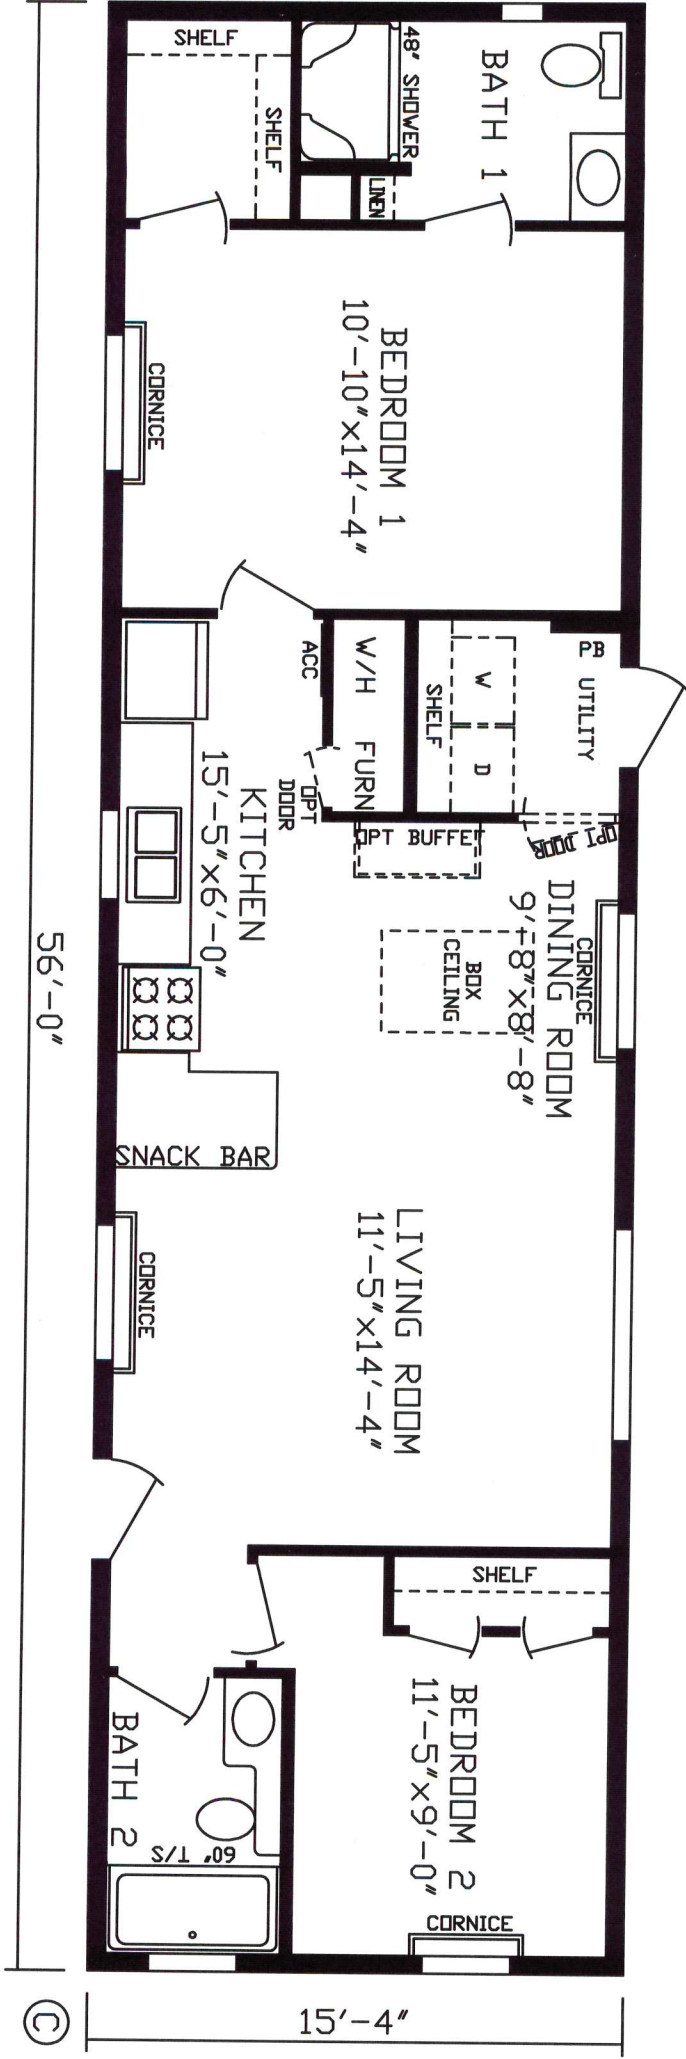 SHELF
SHELF
48" SHOWER
LINEN
BATH 1
BEDROOM 1
10'-10"x14'-4"
CORNICE
PB
UTILITY
W
D
SHELF
W/H FURN
ACC
OPT
DOOR
OPT DOOR
OPT BUFFET
KITCHEN
15'-5"x6'-0"
DINING ROOM
9'-8"x8'-8"
CORNICE
BOX
CEILING
SNACK BAR
LIVING ROOM
11'-5"x14'-4"
CORNICE
SHELF
BEDROOM 2
11'-5"x9'-0"
CORNICE
BATH 2
60" T/S
56'-0"
15'-4"
C